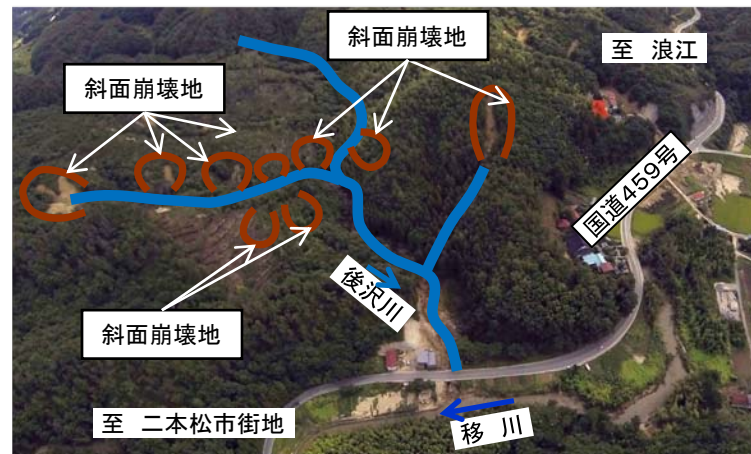 斜面崩壊地
至 浪江
斜面崩壊地
国道459号
後沢川
斜面崩壊地
至 二本松市街地
移 川